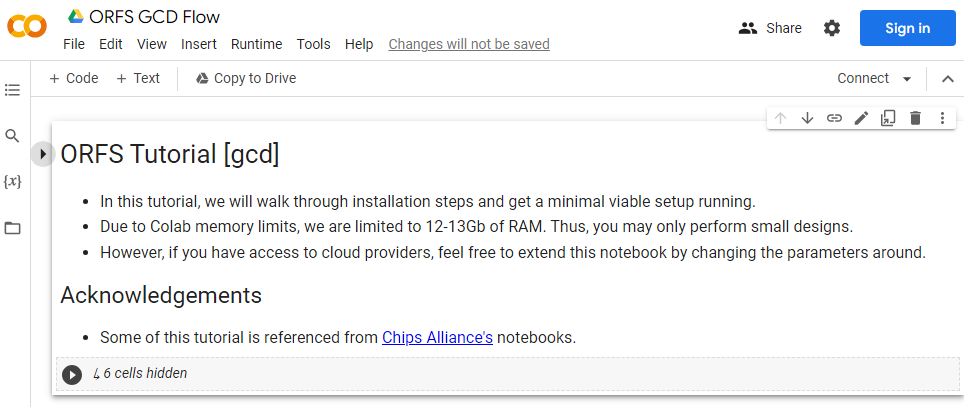 ORFS GCD Flow
File Edit View Insert Runtime Tools Help Changes will not be saved
Share
Sign in
+ Code + Text Copy to Drive
Connect
ORFS Tutorial [gcd]
{x}
• In this tutorial, we will walk through installation steps and get a minimal viable setup running.
• Due to Colab memory limits, we are limited to 12-13Gb of RAM. Thus, you may only perform small designs.
• However, if you have access to cloud providers, feel free to extend this notebook by changing the parameters around.
Acknowledgements
• Some of this tutorial is referenced from Chips Alliance's notebooks.
↳ 6 cells hidden